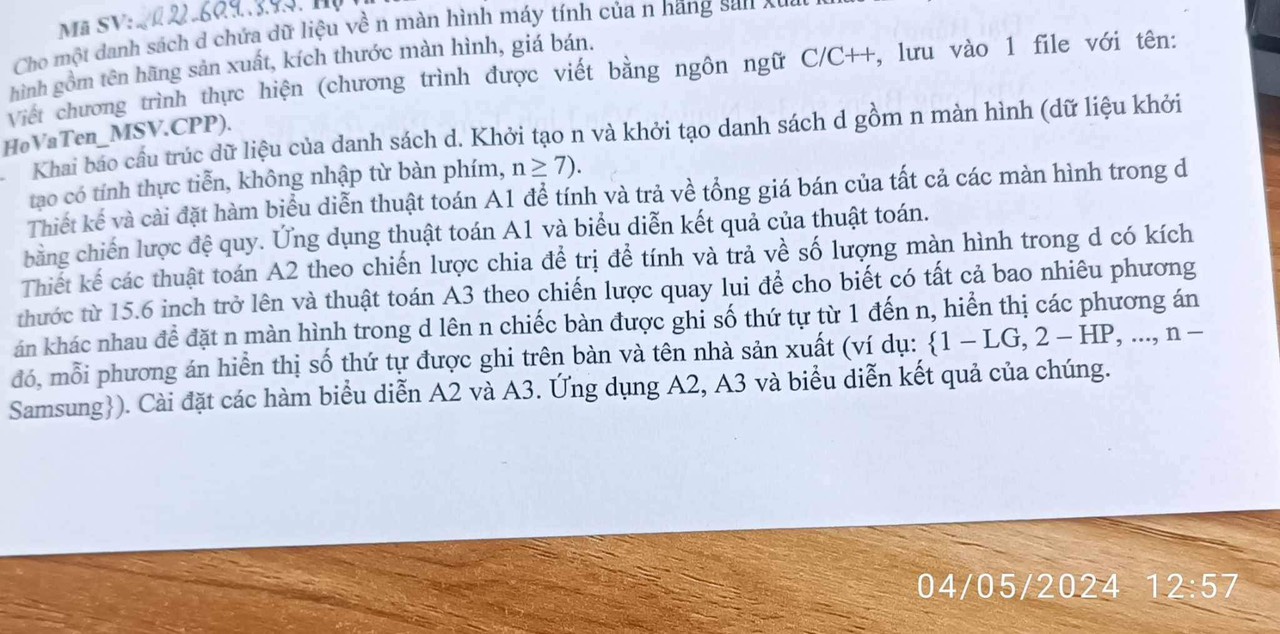 Mã SV:
Cho một danh sách d chứa dữ liệu về n màn hình máy tính của n hãng sản xuất
hình gồm tên hãng sản xuất, kích thước màn hình, giá bán.
Viết chương trình thực hiện (chương trình được viết bằng ngôn ngữ C/C++, lưu vào 1 file với tên:
HoVaTen_MSV.CPP).
Khai báo cấu trúc dữ liệu của danh sách d. Khởi tạo n và khởi tạo danh sách d gồm n màn hình (dữ liệu khởi
tạo có tính thực tiễn, không nhập từ bàn phím, n ≥ 7).
Thiết kế và cài đặt hàm biểu diễn thuật toán A1 để tính và trả về tổng giá bán của tất cả các màn hình trong d
bằng chiến lược đệ quy. Ứng dụng thuật toán A1 và biểu diễn kết quả của thuật toán.
Thiết kế các thuật toán A2 theo chiến lược chia để trị để tính và trả về số lượng màn hình trong d có kích
thước từ 15.6 inch trở lên và thuật toán A3 theo chiến lược quay lui để cho biết có tất cả bao nhiêu phương
án khác nhau để đặt n màn hình trong d lên n chiếc bàn được ghi số thứ tự từ 1 đến n, hiển thị các phương án
đó, mỗi phương án hiển thị số thứ tự được ghi trên bàn và tên nhà sản xuất (ví dụ: {1 – LG, 2 – HP, ..., n –
Samsung}). Cài đặt các hàm biểu diễn A2 và A3. Ứng dụng A2, A3 và biểu diễn kết quả của chúng.
04/05/2024 12:57